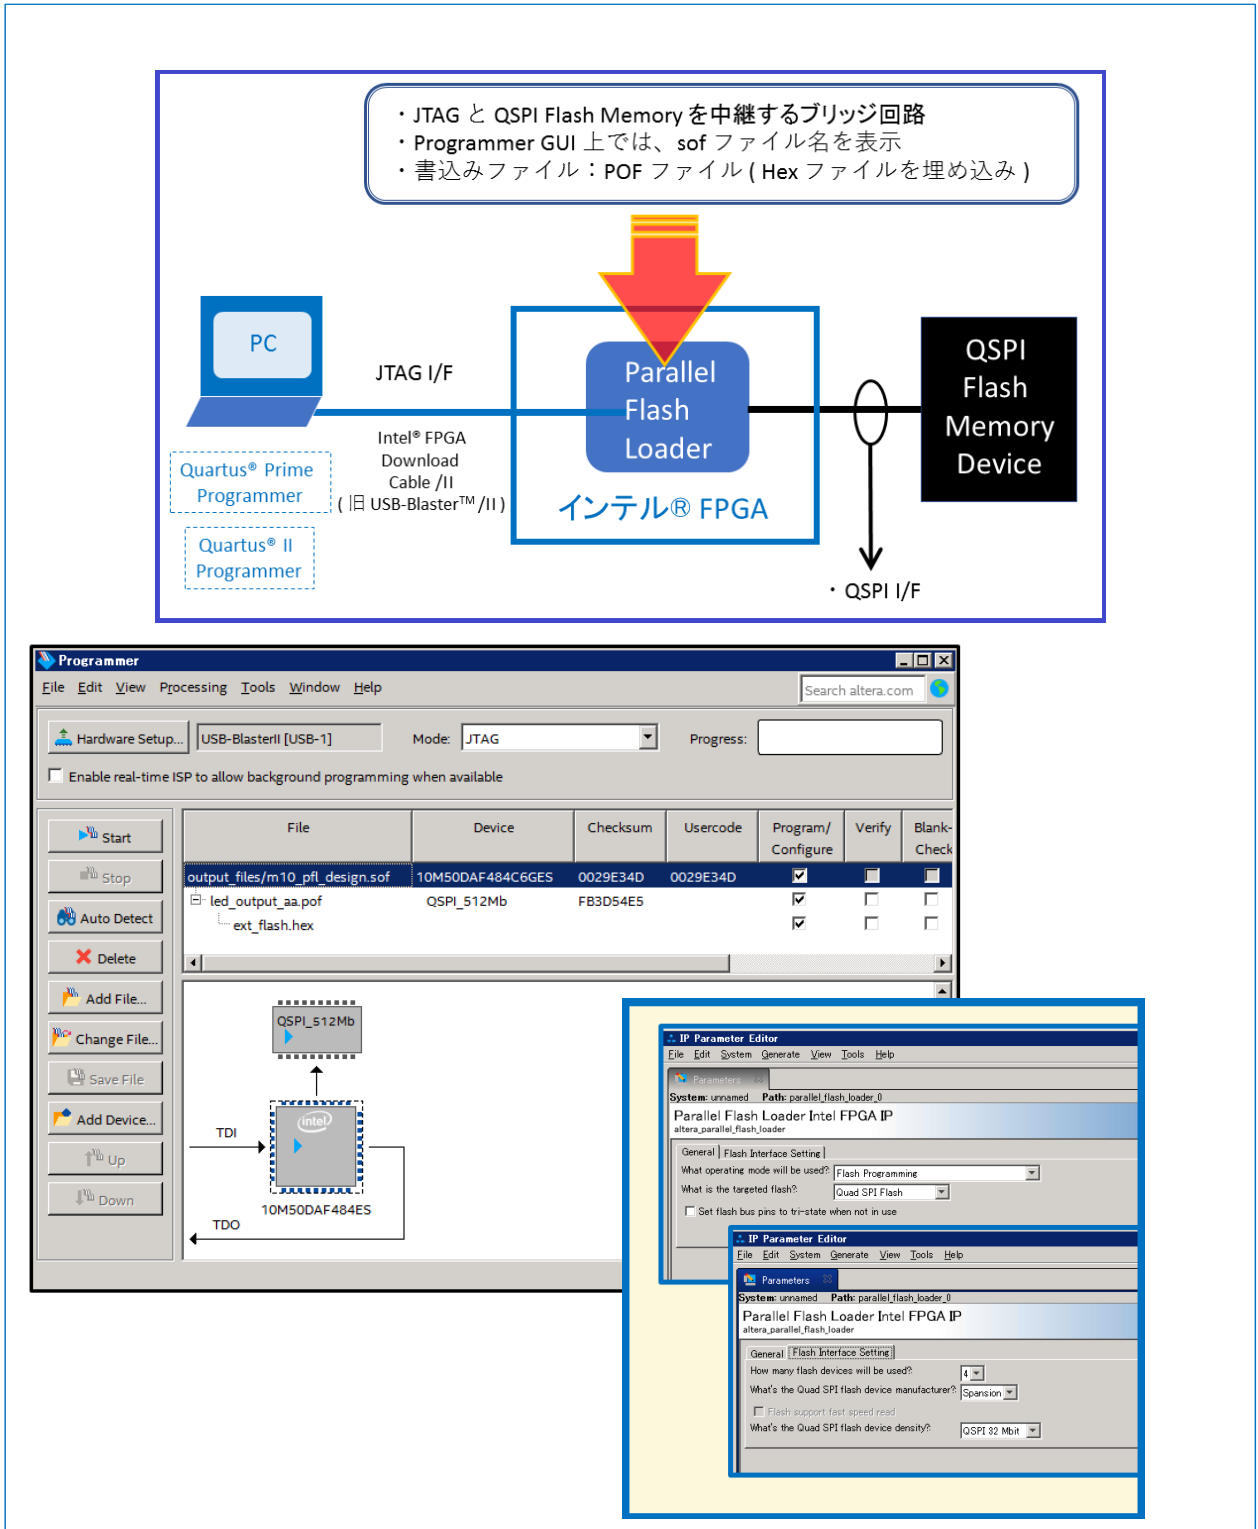 ・JTAG と QSPI Flash Memory を中継するブリッジ回路
・Programmer GUI 上では、sof ファイル名を表示
・書込みファイル：POF ファイル ( Hex ファイルを埋め込み )
PC
JTAG I/F
Intel® FPGA
Download
Cable /II
( 旧 USB-Blaster™ /II )
Quartus® Prime
Programmer
Quartus® II
Programmer
Parallel
Flash
Loader
インテル® FPGA
QSPI
Flash
Memory
Device
・ QSPI I/F
Programmer
File Edit View Processing Tools Window Help
Search altera.com
Hardware Setup... USB-BlasterII [USB-1] Mode: JTAG Progress:
Enable real-time ISP to allow background programming when available
Start
Stop
Auto Detect
Delete
Add File...
Change File...
Save File
Add Device...
Up
Down
File Device Checksum Usercode Program/ Verify Blank-
Configure Check
output_files/m10_pfl_design.sof 10M50DAF484C6GES 0029E34D 0029E34D
led_output_aa.pof QSPI_512Mb FB3D54E5
ext_flash.hex
QSPI_512Mb
intel
TDI
10M50DAF484ES
TDO
IP Parameter Editor
File Edit System Generate View Tools Help
Parameters
System: unnamed Path: parallel_flash_loader_0
Parallel Flash Loader Intel FPGA IP
altera_parallel_flash_loader
General Flash Interface Setting
What operating mode will be used?: Flash Programming
What is the targeted flash?: Quad SPI Flash
Set flash bus pins to tri-state when not in use
IP Parameter Editor
File Edit System Generate View Tools Help
Parameters
System: unnamed Path: parallel_flash_loader_0
Parallel Flash Loader Intel FPGA IP
altera_parallel_flash_loader
General Flash Interface Setting
How many flash devices will be used?: 4
What's the Quad SPI flash device manufacturer?: Spansion
Flash support fast speed read
What's the Quad SPI flash device density?: QSPI 32 Mbit